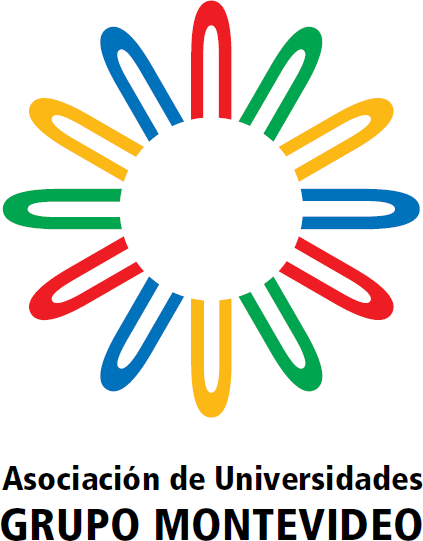 Asociación de Universidades
GRUPO MONTEVIDEO